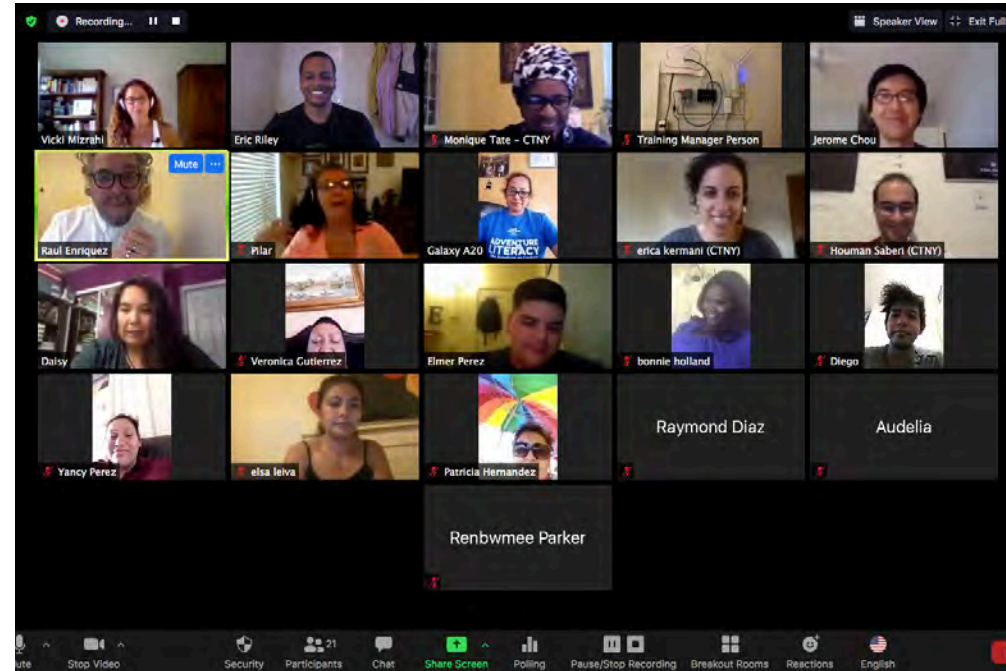 Recording...
Speaker View
Exit Full
Vicki Mizrahi
Eric Riley
Monique Tate - CTNY
Training Manager Person
Jerome Chou
Mute ...
Raul Enriquez
Pilar
Galaxy A20
ADVENTURE
LITERACY
erica kermani (CTNY)
Houman Saberi (CTNY)
Daisy
Veronica Gutierrez
Elmer Perez
bonnie holland
Diego
Yancy Perez
elsa leiva
Patricia Hernandez
Raymond Diaz
Audelia
Renbwmee Parker
ute
Stop Video
Security
Participants 21
Chat
Share Screen
Polling
Pause/Stop Recording
Breakout Rooms
Reactions
English